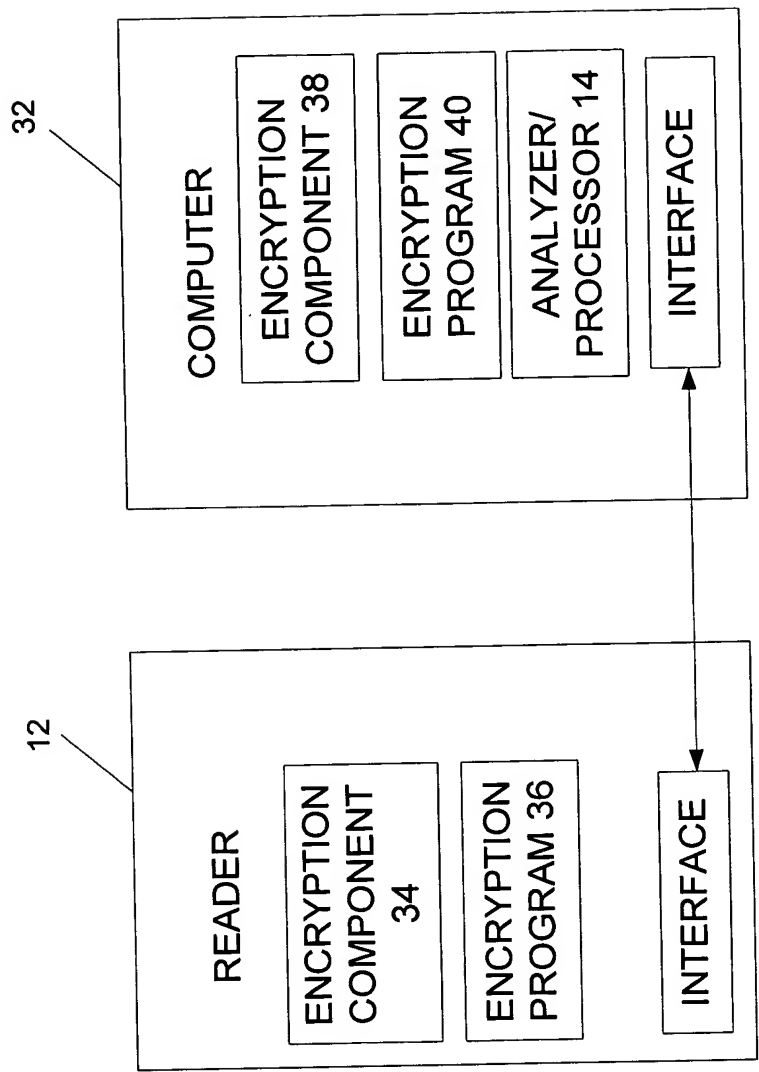 12
READER
ENCRYPTION
COMPONENT
34
ENCRYPTION
PROGRAM 36
INTERFACE
32
COMPUTER
ENCRYPTION
COMPONENT 38
ENCRYPTION
PROGRAM 40
ANALYZER/
PROCESSOR 14
INTERFACE